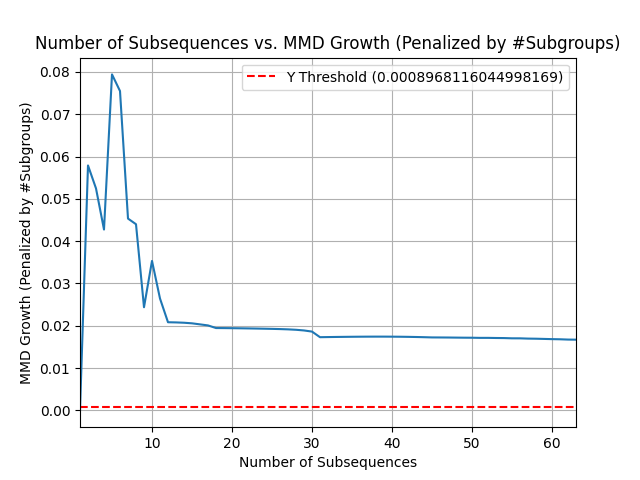 Number of Subsequences vs. MMD Growth (Penalized by #Subgroups)
Y Threshold (0.0008968116044998169)
MMD Growth (Penalized by #Subgroups)
0.08
0.07
0.06
0.05
0.04
0.03
0.02
0.01
0.00
10 20 30 40 50 60
Number of Subsequences